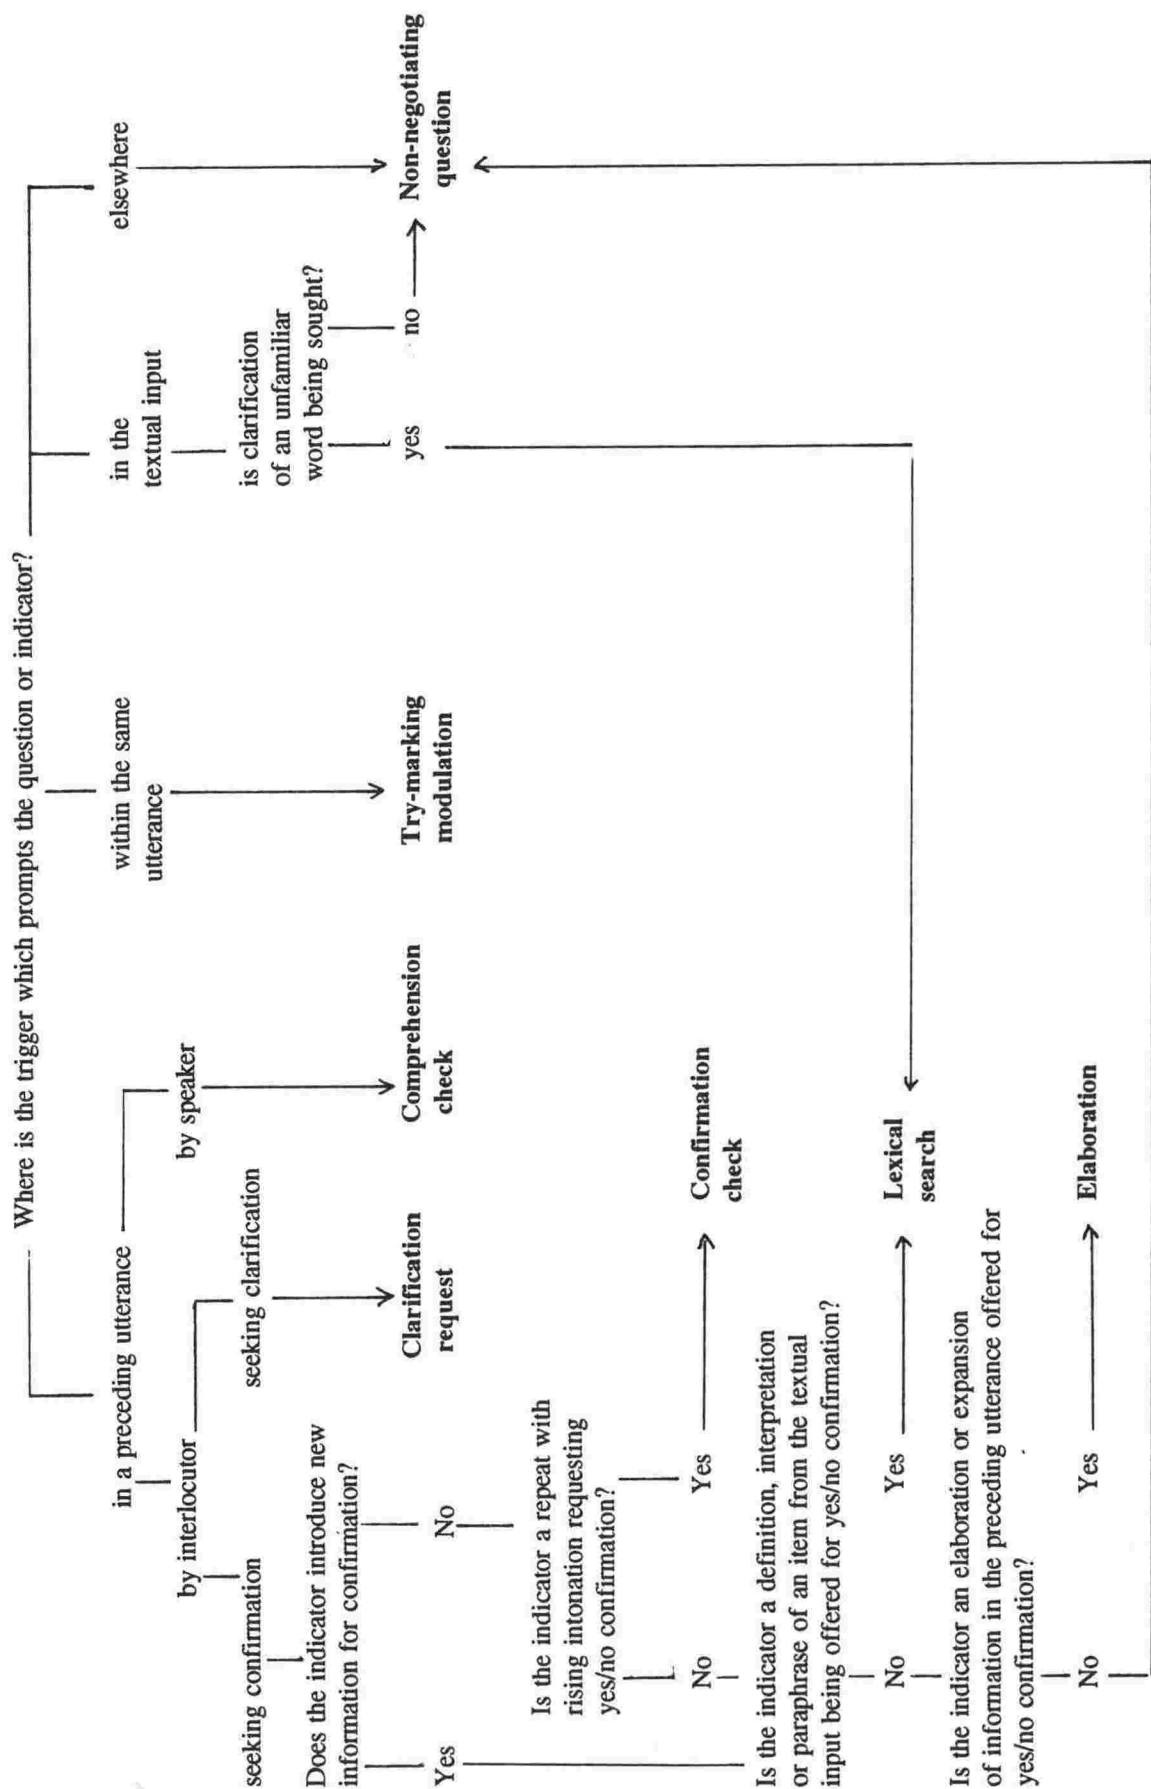 Where is the trigger which prompts the question or indicator?
in a preceding utterance
within the same
utterance
in the
textual input
elsewhere
by interlocutor
by speaker
is clarification
of an unfamiliar
word being sought?
seeking confirmation
seeking clarification
Does the indicator introduce new
information for confirmation?
Clarification
request
Comprehension
check
Try-marking
modulation
yes
no
Non-negotiating
question
Yes
No
Is the indicator a repeat with
rising intonation requesting
yes/no confirmation?
No
Yes
Confirmation
check
Is the indicator a definition, interpretation
or paraphrase of an item from the textual
input being offered for yes/no confirmation?
No
Yes
Lexical
search
Is the indicator an elaboration or expansion
of information in the preceding utterance offered for
yes/no confirmation?
No
Yes
Elaboration